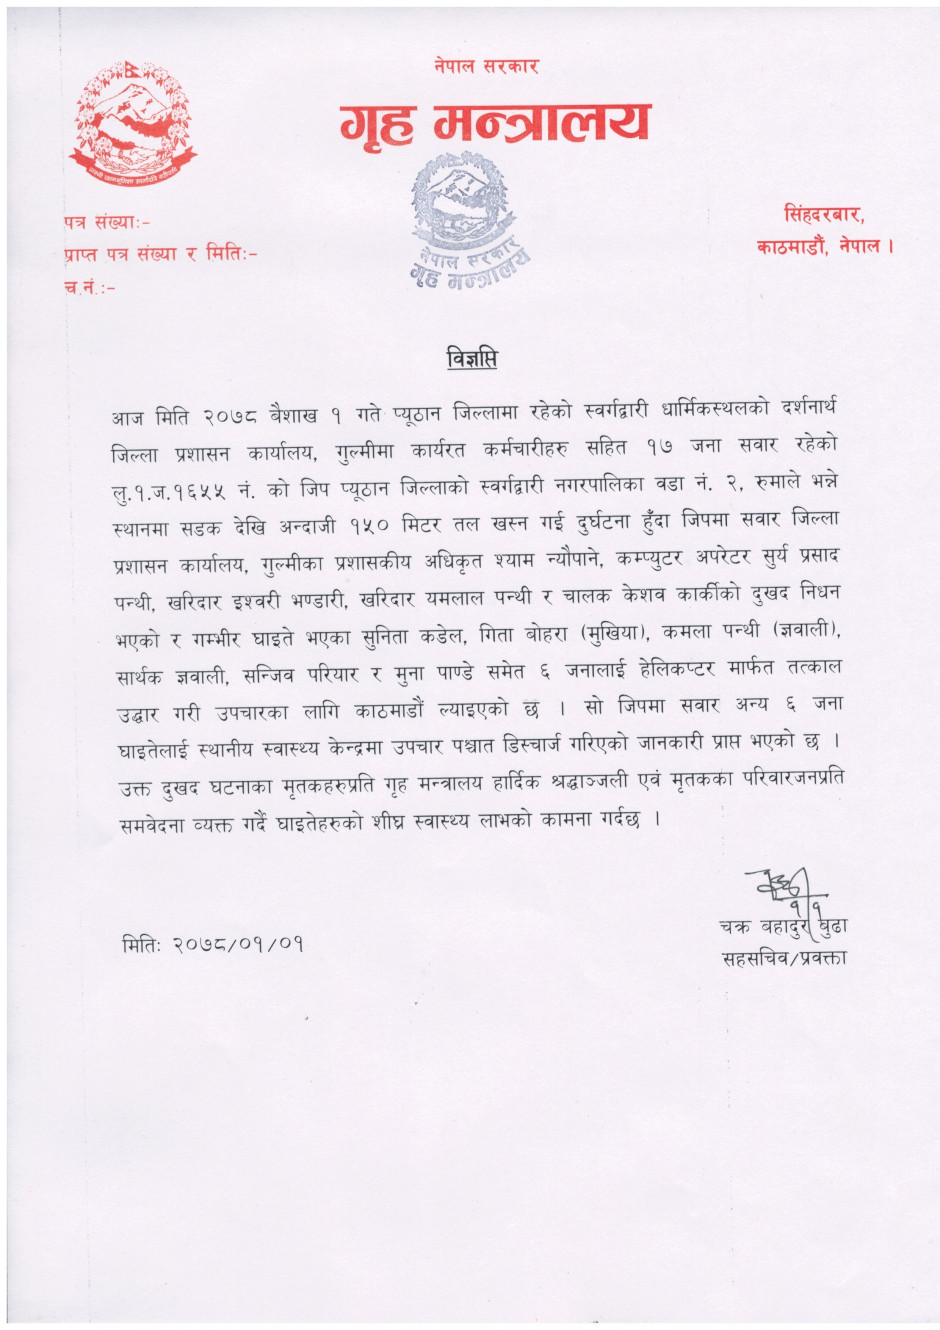 नेपाल सरकार
गृह मन्त्रालय
नेपाल सरकार
गृह मन्त्रालय
पत्र संख्याः-
प्राप्त पत्र संख्या र मितिः-
च.नं.:-
सिंहदरबार,
काठमाडौं, नेपाल ।
विज्ञप्ति
आज मिति २०७८ बैशाख १ गते प्यूठान जिल्लामा रहेको स्वर्गद्वारी धार्मिकस्थलको दर्शनार्थ
जिल्ला प्रशासन कार्यालय, गुल्मीमा कार्यरत कर्मचारीहरु सहित १७ जना सवार रहेको
लु.१.ज.१६५५ नं. को जिप प्यूठान जिल्लाको स्वर्गद्वारी नगरपालिका वडा नं. २, रुमाले भन्ने
स्थानमा सडक देखि अन्दाजी १५० मिटर तल खस्न गई दुर्घटना हुँदा जिपमा सवार जिल्ला
प्रशासन कार्यालय, गुल्मीका प्रशासकीय अधिकृत श्याम न्यौपाने, कम्प्युटर अपरेटर सुर्य प्रसाद
पन्थी, खरिदार इश्वरी भण्डारी, खरिदार यमलाल पन्थी र चालक केशव कार्कीको दुखद निधन
भएको र गम्भीर घाइते भएका सुनिता कडेल, गिता बोहरा (मुखिया), कमला पन्थी (ज्ञवाली),
सार्थक ज्ञवाली, सन्जिव परियार र मुना पाण्डे समेत ६ जनालाई हेलिकप्टर मार्फत तत्काल
उद्धार गरी उपचारका लागि काठमाडौं ल्याइएको छ । सो जिपमा सवार अन्य ६ जना
घाइतेलाई स्थानीय स्वास्थ्य केन्द्रमा उपचार पश्चात डिस्चार्ज गरिएको जानकारी प्राप्त भएको छ ।
उक्त दुखद घटनाका मृतकहरुप्रति गृह मन्त्रालय हार्दिक श्रद्धाञ्जली एवं मृतकका परिवारजनप्रति
समवेदना व्यक्त गर्दै घाइतेहरुको शीघ्र स्वास्थ्य लाभको कामना गर्दछ ।
१/१
चक्र बहादुर बुढा
सहसचिव/प्रवक्ता
मितिः २०७८/०१/०१